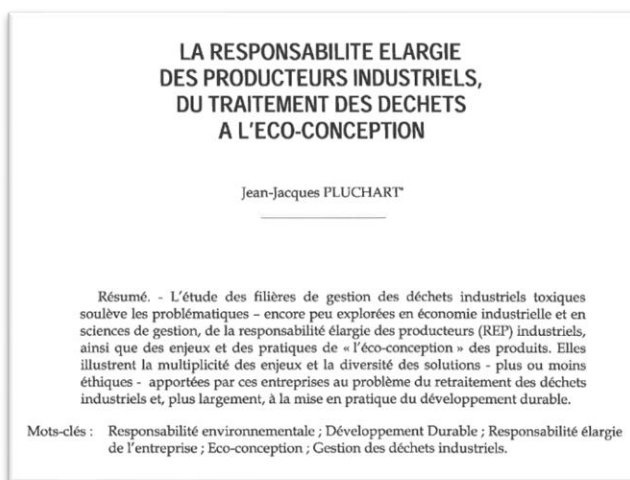 LA RESPONSABILITE ELARGIE
DES PRODUCTEURS INDUSTRIELS,
DU TRAITEMENT DES DECHETS
A L'ECO-CONCEPTION
Jean-Jacques PLUCHART*
Résumé. - L'étude des filières de gestion des déchets industriels toxiques
soulève les problématiques – encore peu explorées en économie industrielle et en
sciences de gestion, de la responsabilité élargie des producteurs (REP) industriels,
ainsi que des enjeux et des pratiques de « l'éco-conception » des produits. Elles
illustrent la multiplicité des enjeux et la diversité des solutions - plus ou moins
éthiques - apportées par ces entreprises au problème du retraitement des déchets
industriels et, plus largement, à la mise en pratique du développement durable.
Mots-clés : Responsabilité environnementale ; Développement Durable ; Responsabilité élargie
de l'entreprise ; Eco-conception ; Gestion des déchets industriels.